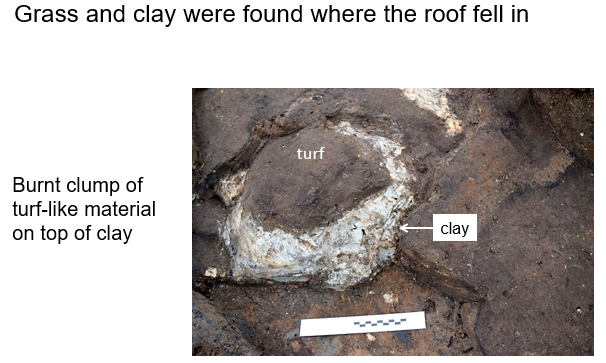 Grass and clay were found where the roof fell in
turf
Burnt clump of
turf-like material
on top of clay
clay